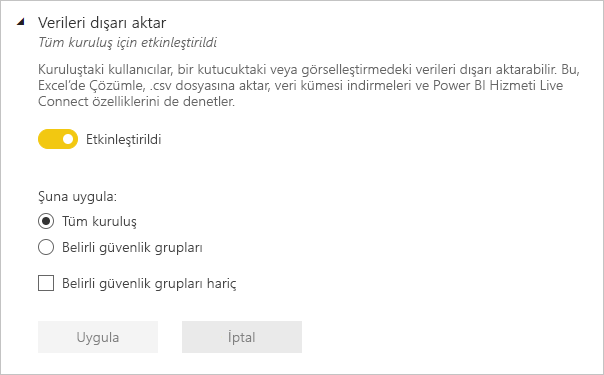 Verileri dışarı aktar
Tüm kuruluş için etkinleştirildi
Kuruluştaki kullanıcılar, bir kutucuktaki veya görselleştirmedeki verileri dışarı aktarabilir. Bu,
Excel'de Çözümle, .csv dosyasına aktar, veri kümesi indirmeleri ve Power BI Hizmeti Live
Connect özelliklerini de denetler.
Etkinleştirildi
Şuna uygula:
Tüm kuruluş
Belirli güvenlik grupları
Belirli güvenlik grupları hariç
Uygula
İptal